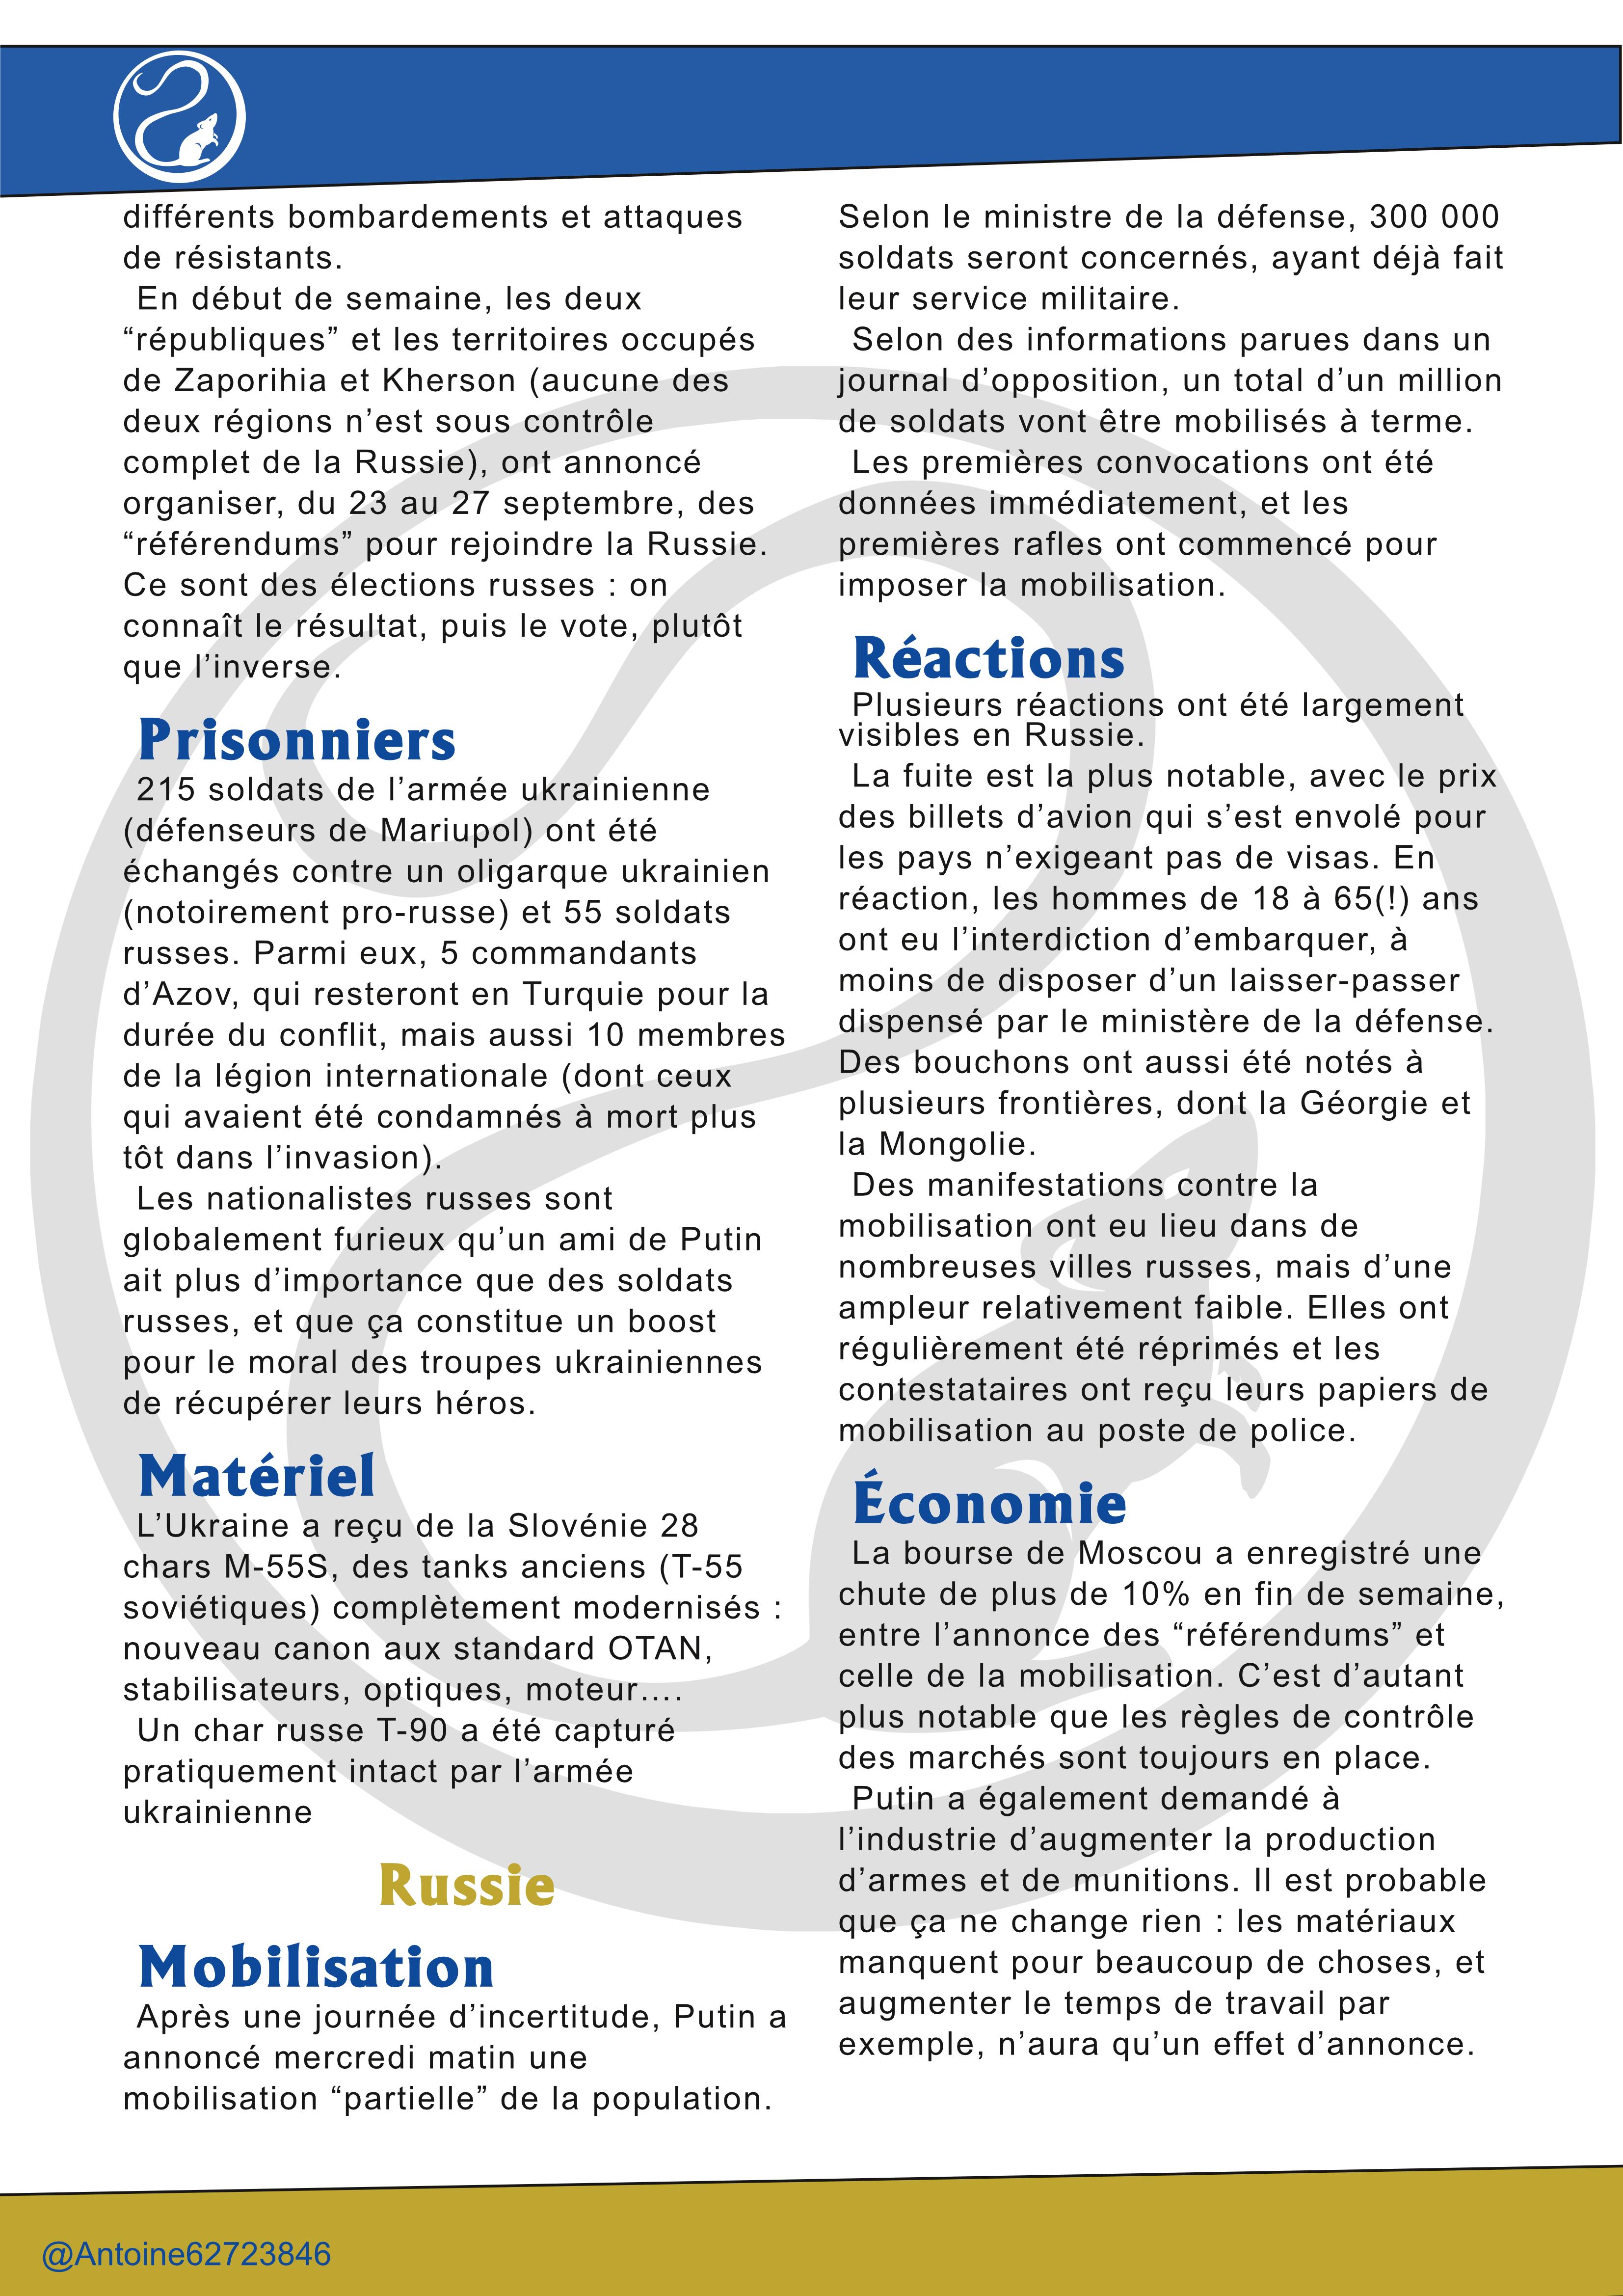 différents bombardements et attaques
de résistants.
En début de semaine, les deux
“républiques” et les territoires occupés
de Zaporihia et Kherson (aucune des
deux régions n’est sous contrôle
complet de la Russie), ont annoncé
organiser, du 23 au 27 septembre, des
“référendums” pour rejoindre la Russie.
Ce sont des élections russes : on
connaît le résultat, puis le vote, plutôt
que l’inverse.
Prisonniers
215 soldats de l’armée ukrainienne
(défenseurs de Mariupol) ont été
échangés contre un oligarque ukrainien
(notoirement pro-russe) et 55 soldats
russes. Parmi eux, 5 commandants
d’Azov, qui resteront en Turquie pour la
durée du conflit, mais aussi 10 membres
de la légion internationale (dont ceux
qui avaient été condamnés à mort plus
tôt dans l’invasion).
Les nationalistes russes sont
globalement furieux qu’un ami de Putin
ait plus d’importance que des soldats
russes, et que ça constitue un boost
pour le moral des troupes ukrainiennes
de récupérer leurs héros.
Matériel
L’Ukraine a reçu de la Slovénie 28
chars M-55S, des tanks anciens (T-55
soviétiques) complètement modernisés :
nouveau canon aux standard OTAN,
stabilisateurs, optiques, moteur….
Un char russe T-90 a été capturé
pratiquement intact par l’armée
ukrainienne
Russie
Mobilisation
Après une journée d’incertitude, Putin a
annoncé mercredi matin une
mobilisation “partielle” de la population.
Selon le ministre de la défense, 300 000
soldats seront concernés, ayant déjà fait
leur service militaire.
Selon des informations parues dans un
journal d’opposition, un total d’un million
de soldats vont être mobilisés à terme.
Les premières convocations ont été
données immédiatement, et les
premières rafles ont commencé pour
imposer la mobilisation.
Réactions
Plusieurs réactions ont été largement
visibles en Russie.
La fuite est la plus notable, avec le prix
des billets d’avion qui s’est envolé pour
les pays n’exigeant pas de visas. En
réaction, les hommes de 18 à 65(!) ans
ont eu l’interdiction d’embarquer, à
moins de disposer d’un laisser-passer
dispensé par le ministère de la défense.
Des bouchons ont aussi été notés à
plusieurs frontières, dont la Géorgie et
la Mongolie.
Des manifestations contre la
mobilisation ont eu lieu dans de
nombreuses villes russes, mais d’une
ampleur relativement faible. Elles ont
régulièrement été réprimés et les
contestataires ont reçu leurs papiers de
mobilisation au poste de police.
Économie
La bourse de Moscou a enregistré une
chute de plus de 10% en fin de semaine,
entre l’annonce des “référendums” et
celle de la mobilisation. C’est d’autant
plus notable que les règles de contrôle
des marchés sont toujours en place.
Putin a également demandé à
l’industrie d’augmenter la production
d’armes et de munitions. Il est probable
que ça ne change rien : les matériaux
manquent pour beaucoup de choses, et
augmenter le temps de travail par
exemple, n’aura qu’un effet d’annonce.
@Antoine62723846